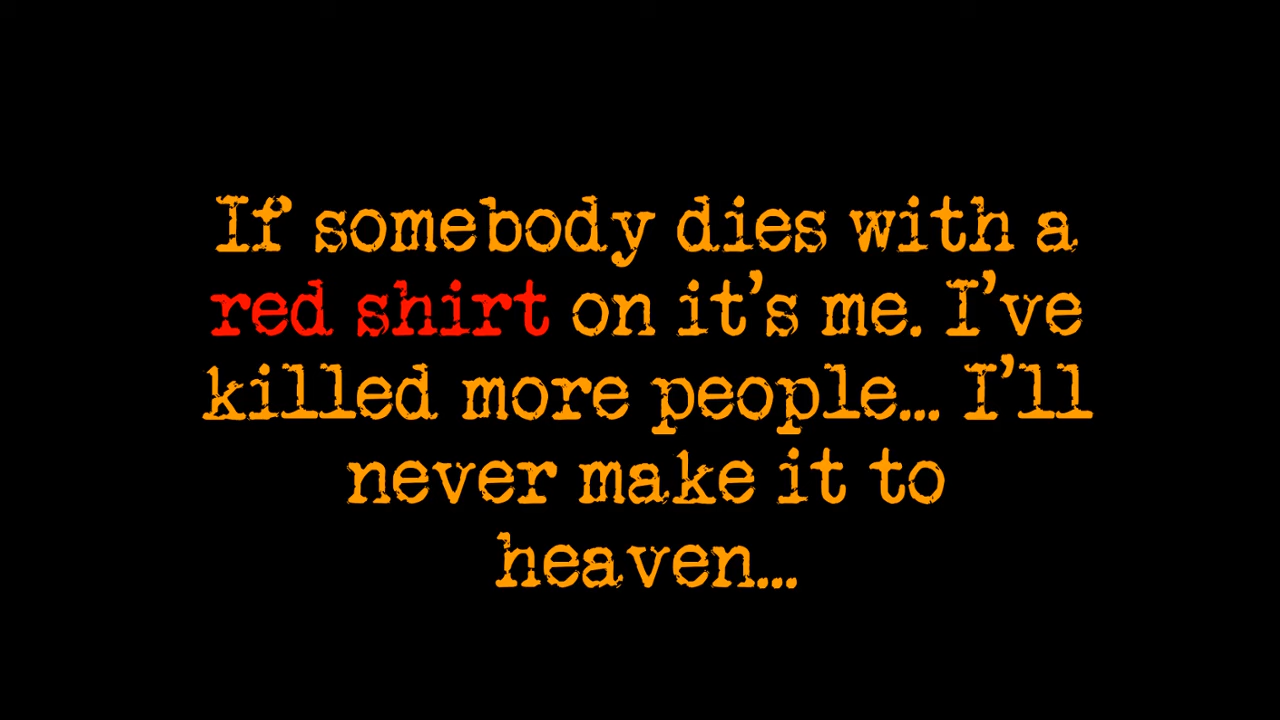 If somebody dies with a
red shirt on it’s me. I’ve
killed more people... I’ll
never make it to
heaven...